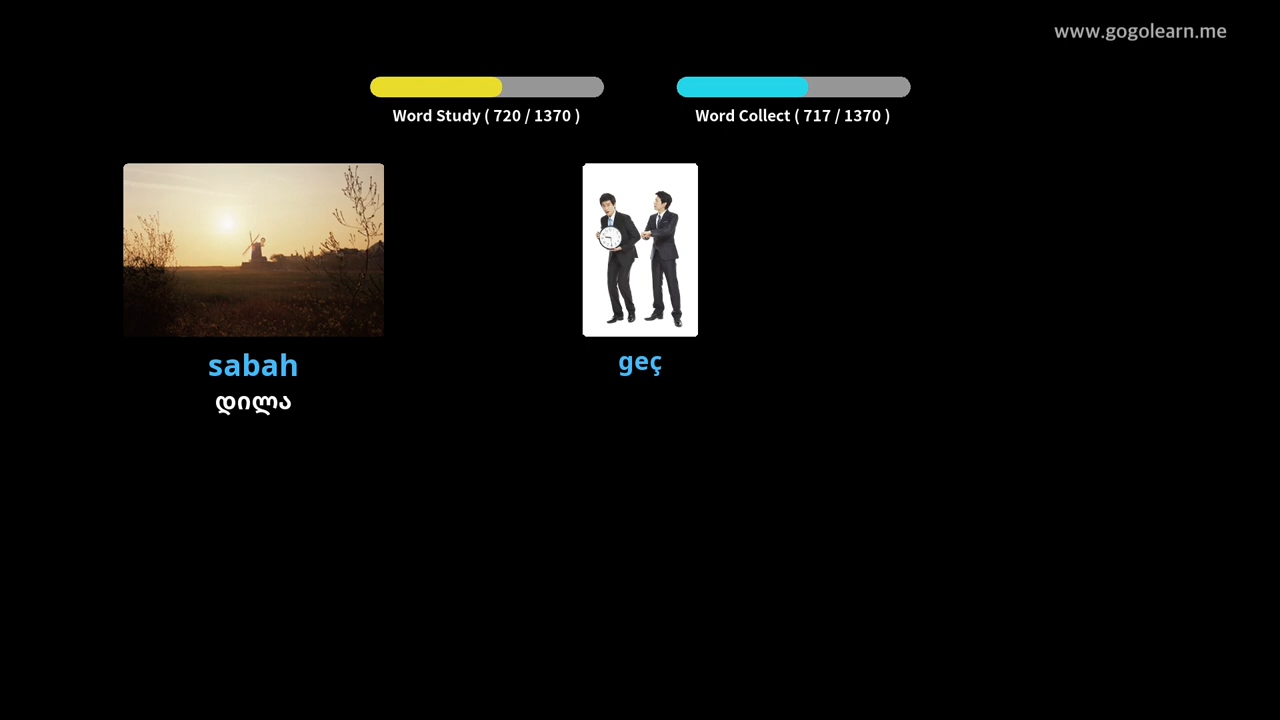 www.gogolearn.me
Word Study ( 720 / 1370 )
Word Collect ( 717 / 1370 )
sabah
დილა
geç